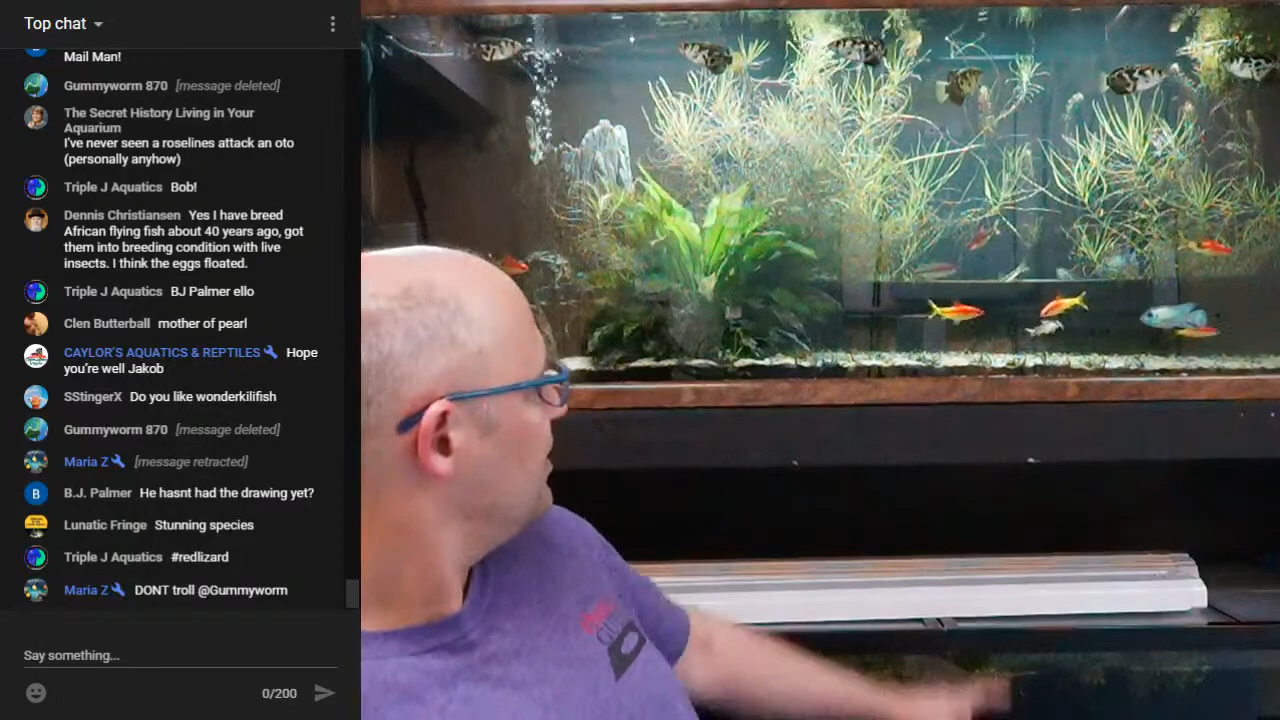 Top chat
Mail Man!
Gummyworm 870 [message deleted]
The Secret History Living in Your
Aquarium
I've never seen a roselines attack an oto
(personally anyhow)
Triple J Aquatics Bob!
Dennis Christiansen Yes I have breed
African flying fish about 40 years ago, got
them into breeding condition with live
insects. I think the eggs floated.
Triple J Aquatics BJ Palmer ello
Clen Butterball mother of pearl
CAYLOR'S AQUATICS & REPTILES Hope
you're well Jakob
SStingerX Do you like wonderkilifish
Gummyworm 870 [message deleted]
Maria Z [message retracted]
B
B.J. Palmer He hasnt had the drawing yet?
Lunatic Fringe Stunning species
Triple J Aquatics #redlizard
Maria Z DONT troll @Gummyworm
Say something...
0/200